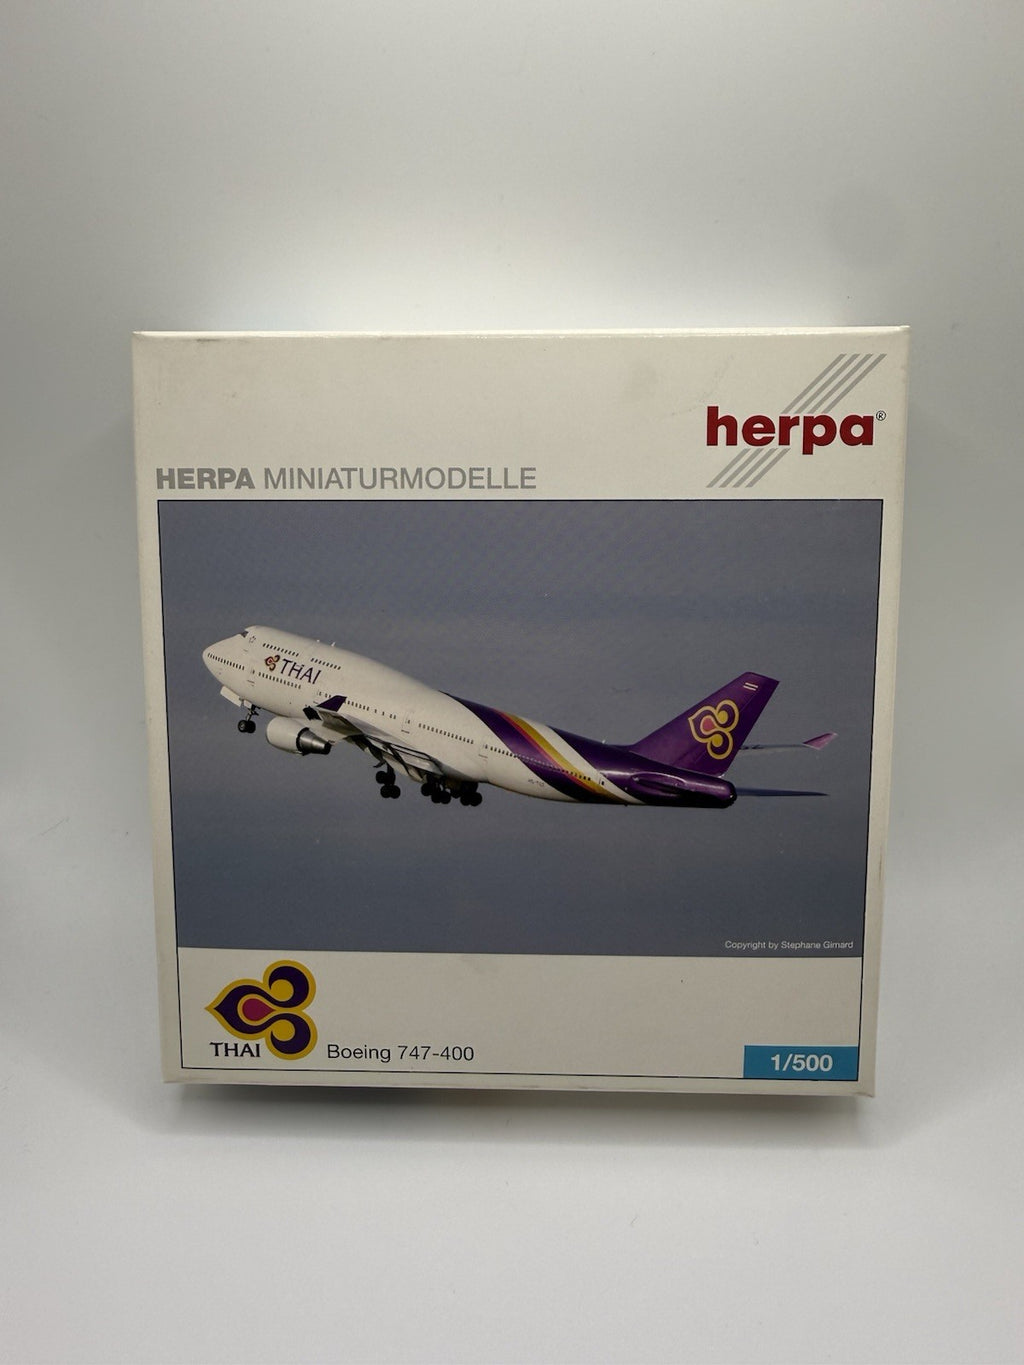 herpa®
HERPA MINIATURMODELLE
THAI
Copyright by Stephane Gimard
THAI
Boeing 747-400
1/500